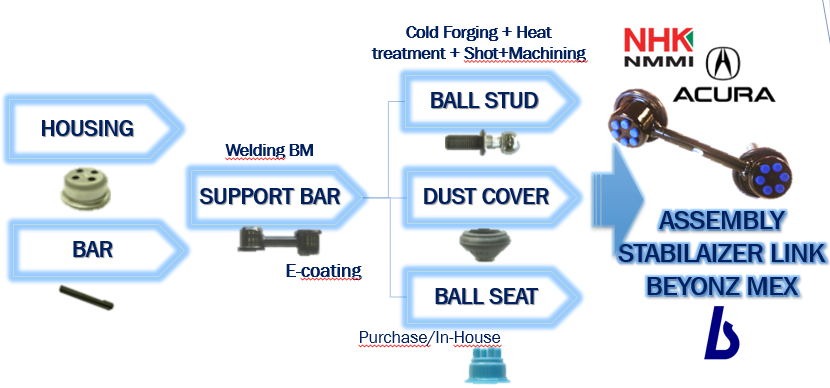 Cold Forging + Heat
treatment + Shot+Machining
NHK
NMMI
ACURA
HOUSING
BALL STUD
Welding BM
SUPPORT BAR
DUST COVER
BAR
E-coating
BALL SEAT
Purchase/In-House
ASSEMBLY
STABILAIZER LINK
BEYONZ MEX